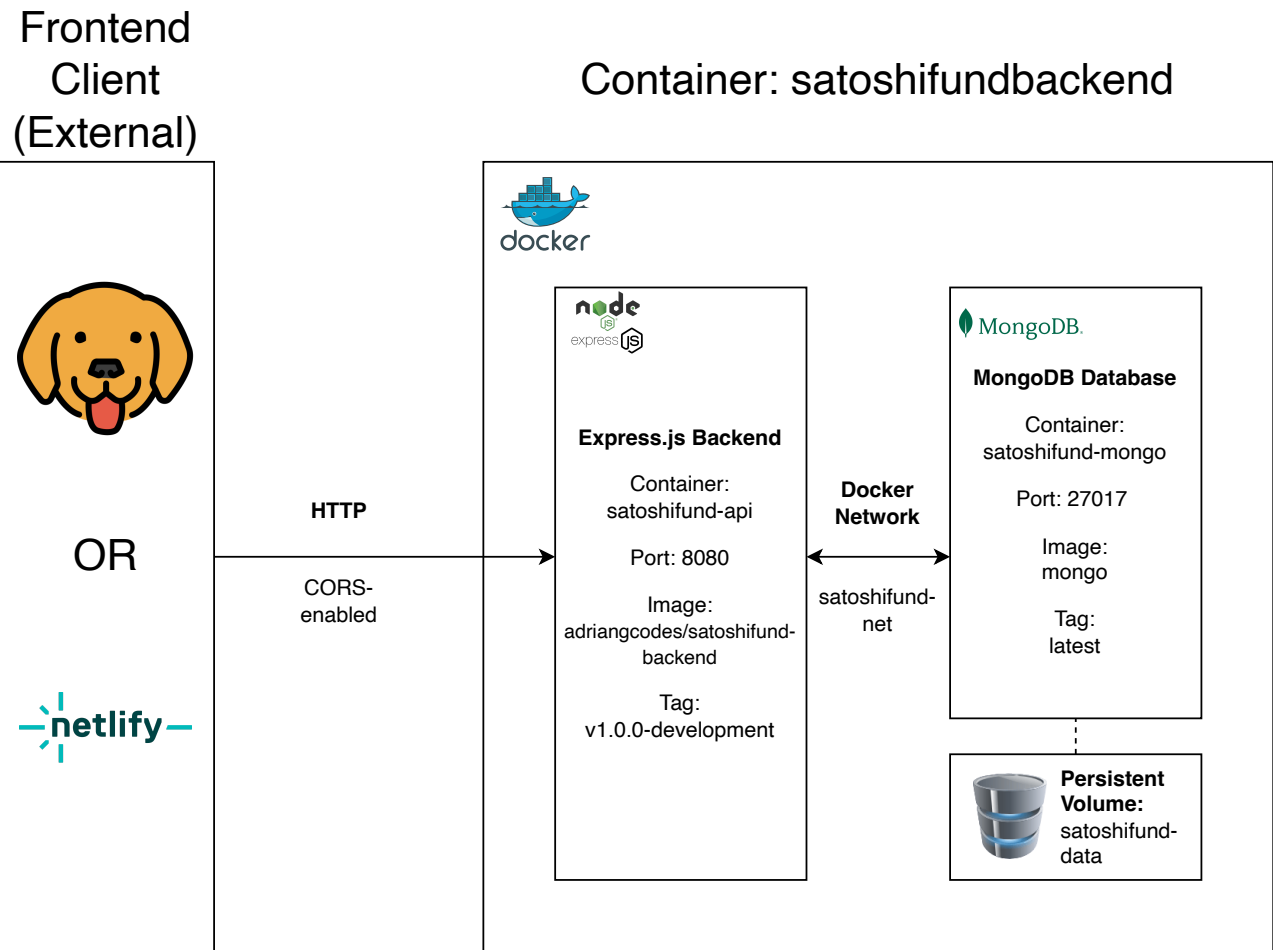 Frontend
Client
(External)
Container: satoshifundbackend
docker
node
JS
express
JS
MongoDB.
MongoDB Database
Container:
satoshifund-mongo
Port: 27017
Image:
mongo
Tag:
latest
Express.js Backend
Container:
satoshifund-api
Port: 8080
Image:
adriangcodes/satoshifund-
backend
Tag:
v1.0.0-development
HTTP
CORS-
enabled
Docker
Network
satoshifund-
net
OR
netlify
Persistent
Volume:
satoshifund-
data